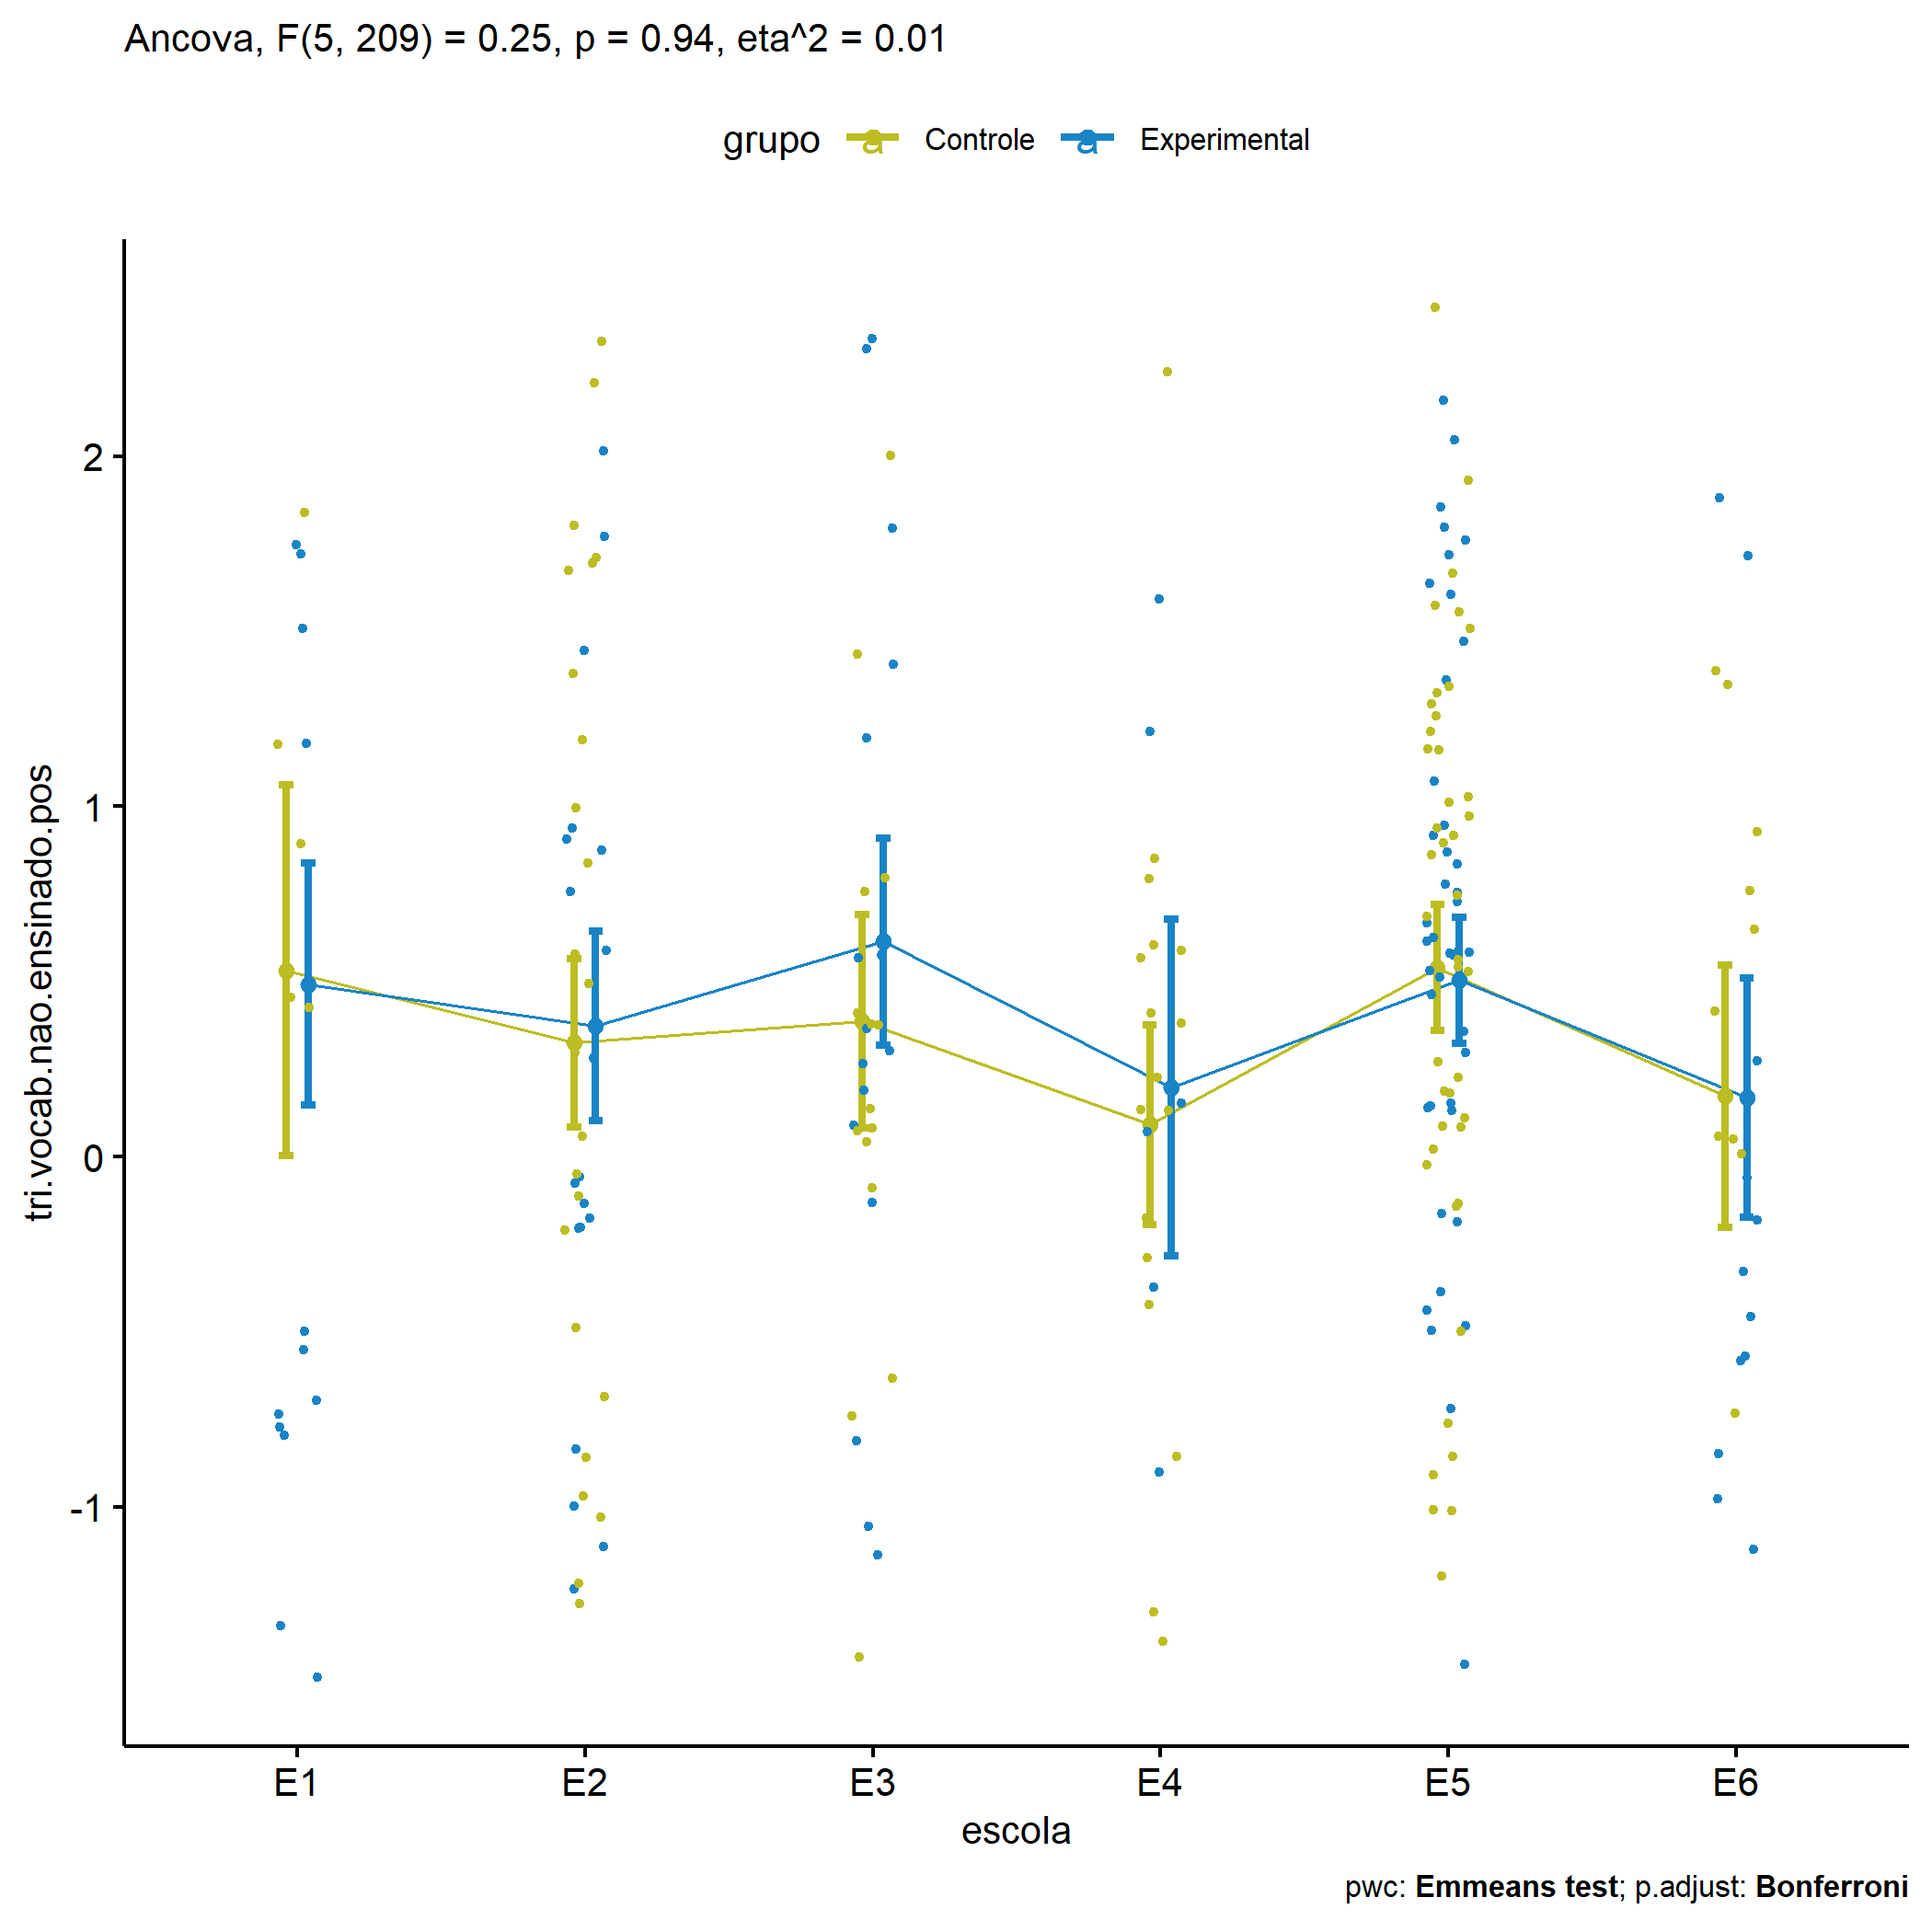 Ancova, F(5, 209) = 0.25, p = 0.94, eta^2 = 0.01
grupo a Controle a Experimental
tri.vocab.nao.ensinado.pos
2
1
0
-1
E1 E2 E3 E4 E5 E6
escola
pwc: Emmeans test; p.adjust: Bonferroni